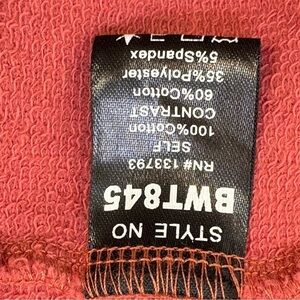 STYLE NO
BWT845
RN# 133793
SELF
100%Cotton
CONTRAST
60%Cotton
35%Polyester
5%Spandex